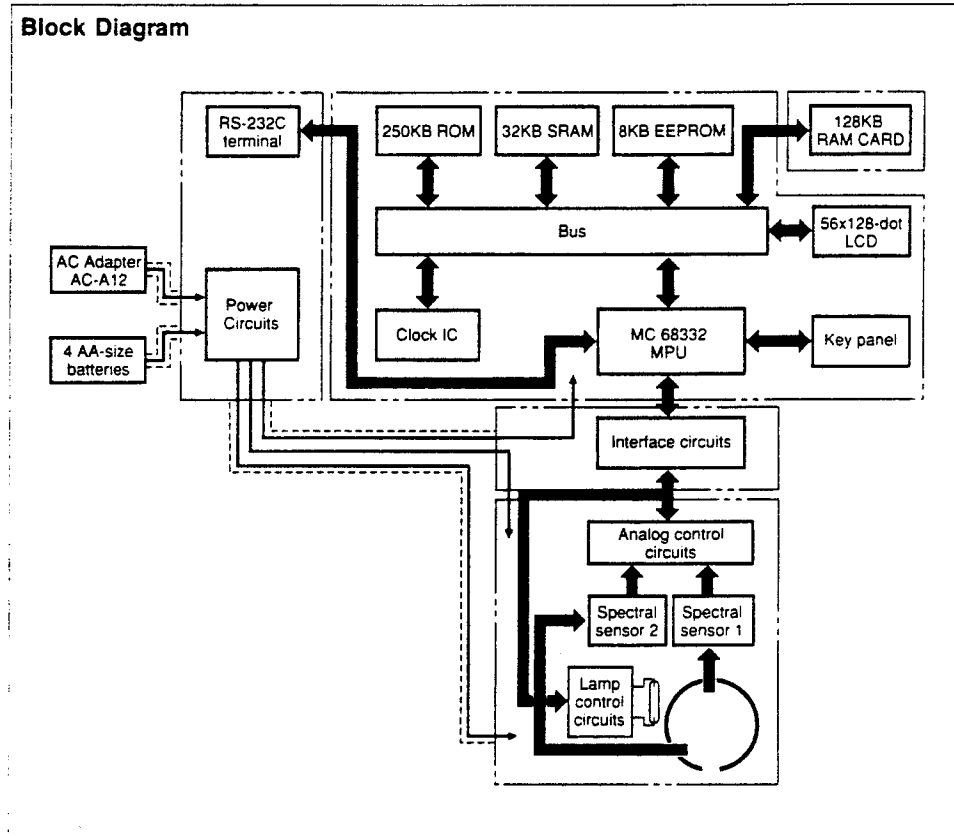 Block Diagram
RS-232C
terminal
250KB ROM
32KB SRAM
8KB EEPROM
128KB
RAM CARD
Bus
56x128-dot
LCD
AC Adapter
AC-A12
Power
Circuits
4 AA-size
batteries
Clock IC
MC 68332
MPU
Key panel
Interface circuits
Analog control
circuits
Spectral
sensor 2
Spectral
sensor 1
Lamp
control
circuits